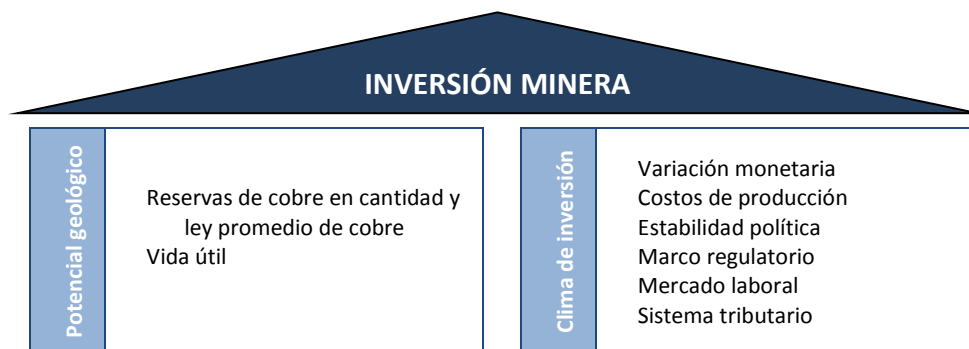 INVERSIÓN MINERA
Potencial geológico
Reservas de cobre en cantidad y
ley promedio de cobre
Vida útil
Clima de inversión
Variación monetaria
Costos de producción
Estabilidad política
Marco regulatorio
Mercado laboral
Sistema tributario